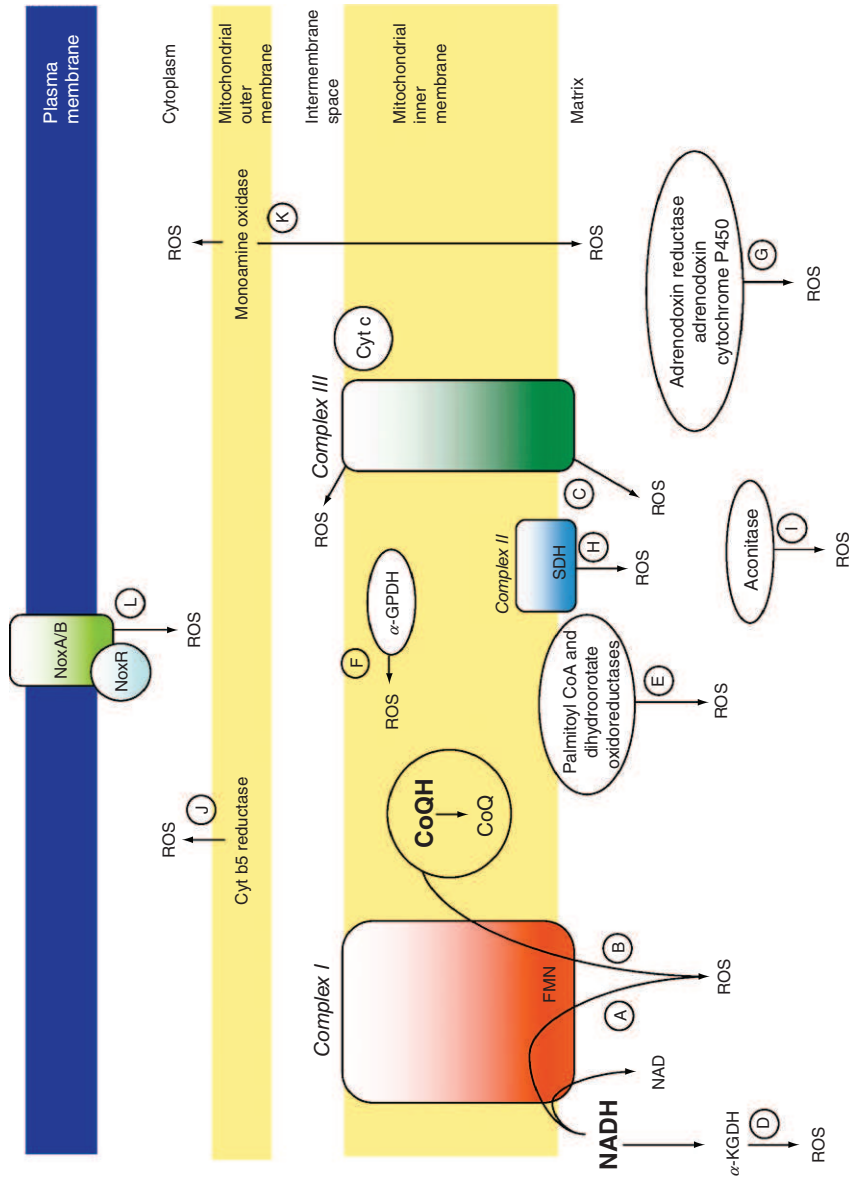 Plasma
membrane
Cytoplasm
Mitochondrial
outer
membrane
Intermembrane
space
Mitochondrial
inner
membrane
Matrix
NoxA/B
NoxR
L
ROS
ROS
J
Cyt b5 reductase
ROS
Monoamine oxidase
K
ROS
Complex I
FMN
NADH
NAD
A
B
ROS
α-KGDH
D
ROS
CoQH
CoQ
F
ROS
α-GPDH
Palmitoyl CoA and
dihydroorotate
oxidoreductases
E
ROS
Complex II
SDH
H
ROS
Complex III
ROS
C
ROS
Cyt c
Aconitase
I
ROS
Adrenodoxin reductase
adrenodoxin
cytochrome P450
G
ROS